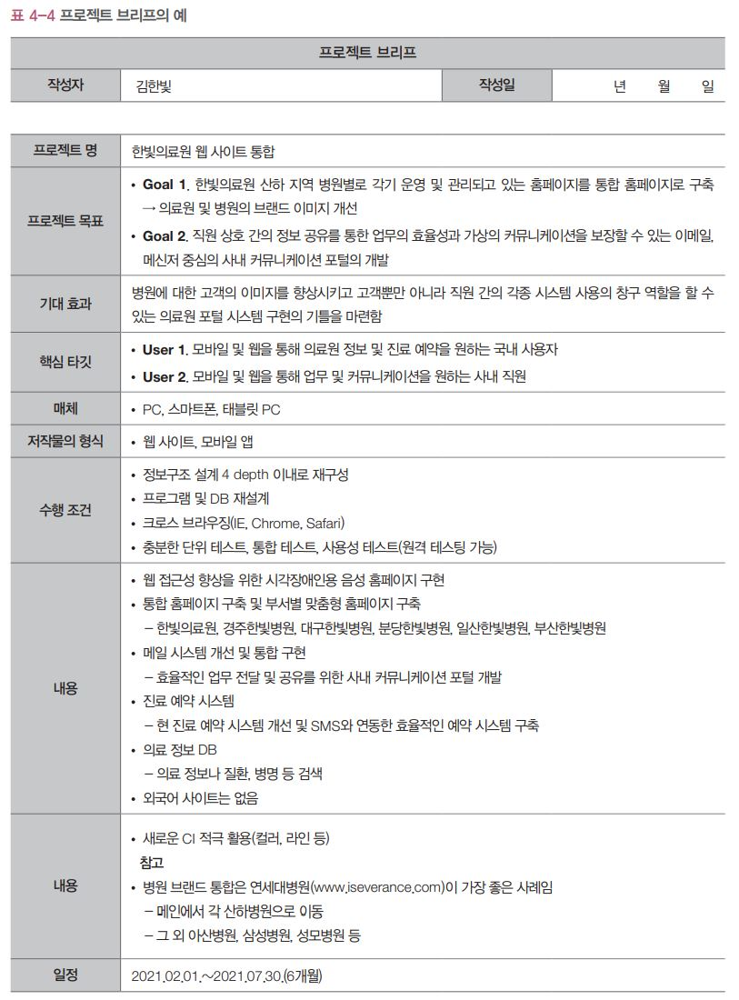 표 4-4 프로젝트 브리프의 예
프로젝트 브리프
작성자 김한빛 작성일 년 월 일
프로젝트 명 한빛의료원 웹 사이트 통합
프로젝트 목표
• Goal 1. 한빛의료원 산하 지역 병원별로 각기 운영 및 관리되고 있는 홈페이지를 통합 홈페이지로 구축
→ 의료원 및 병원의 브랜드 이미지 개선
• Goal 2. 직원 상호 간의 정보 공유를 통한 업무의 효율성과 가상의 커뮤니케이션을 보장할 수 있는 이메일,
메신저 중심의 사내 커뮤니케이션 포털의 개발
기대 효과
병원에 대한 고객의 이미지를 향상시키고 고객뿐만 아니라 직원 간의 각종 시스템 사용의 창구 역할을 할 수
있는 의료원 포털 시스템 구현의 기틀을 마련함
핵심 타깃
• User 1. 모바일 및 웹을 통해 의료원 정보 및 진료 예약을 원하는 국내 사용자
• User 2. 모바일 및 웹을 통해 업무 및 커뮤니케이션을 원하는 사내 직원
매체 • PC, 스마트폰, 태블릿 PC
저작물의 형식 • 웹 사이트, 모바일 앱
수행 조건
• 정보구조 설계 4 depth 이내로 재구성
• 프로그램 및 DB 재설계
• 크로스 브라우징(IE, Chrome, Safari)
• 충분한 단위 테스트, 통합 테스트, 사용성 테스트(원격 테스팅 가능)
내용
• 웹 접근성 향상을 위한 시각장애인용 음성 홈페이지 구현
• 통합 홈페이지 구축 및 부서별 맞춤형 홈페이지 구축
– 한빛의료원, 경주한빛병원, 대구한빛병원, 분당한빛병원, 일산한빛병원, 부산한빛병원
• 메일 시스템 개선 및 통합 구현
– 효율적인 업무 전달 및 공유를 위한 사내 커뮤니케이션 포털 개발
• 진료 예약 시스템
– 현 진료 예약 시스템 개선 및 SMS와 연동한 효율적인 예약 시스템 구축
• 의료 정보 DB
– 의료 정보나 질환, 병명 등 검색
• 외국어 사이트는 없음
내용
• 새로운 CI 적극 활용(컬러, 라인 등)
참고
• 병원 브랜드 통합은 연세대병원(www.iseverance.com)이 가장 좋은 사례임
– 메인에서 각 산하병원으로 이동
– 그 외 아산병원, 삼성병원, 성모병원 등
일정 2021.02.01.~2021.07.30.(6개월)